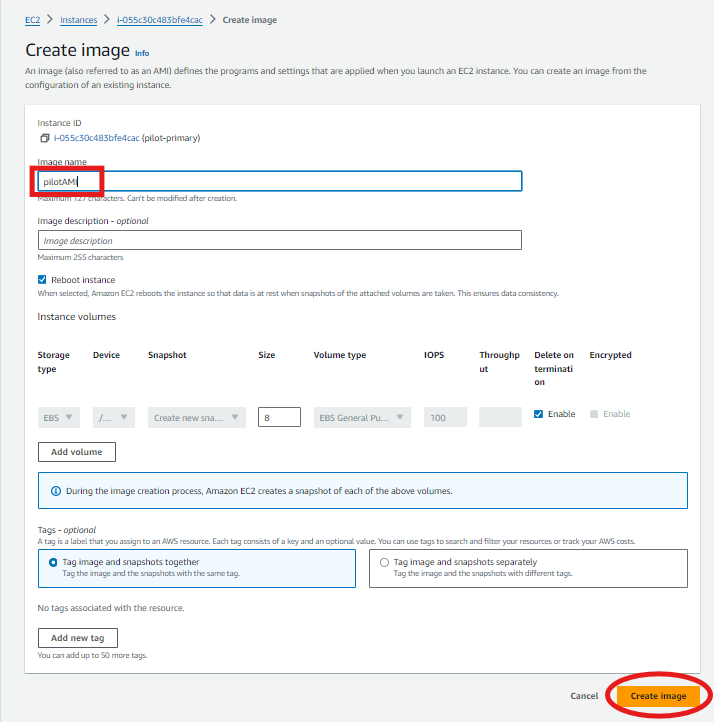 EC2 > Instances > i-055c30c483bfe4cac > Create image
Create image Info
An image (also referred to as an AMI) defines the programs and settings that are applied when you launch an EC2 instance. You can create an image from the
configuration of an existing instance.
Instance ID
i-055c30c483bfe4cac (pilot-primary)
Image name
pilotAMI
Maximum 127 characters. Can't be modified after creation.
Image description - optional
Image description
Maximum 255 characters
Reboot instance
When selected, Amazon EC2 reboots the instance so that data is at rest when snapshots of the attached volumes are taken. This ensures data consistency.
Instance volumes
Storage type Device Snapshot Size Volume type IOPS Throughput Delete on termination Encrypted
EBS /... Create new sna... 8 EBS General Pu... 100 Enable Enable
Add volume
During the image creation process, Amazon EC2 creates a snapshot of each of the above volumes.
Tags - optional
A tag is a label that you assign to an AWS resource. Each tag consists of a key and an optional value. You can use tags to search and filter your resources or track your AWS costs.
Tag image and snapshots together
Tag the image and the snapshots with the same tag.
Tag image and snapshots separately
Tag the image and the snapshots with different tags.
No tags associated with the resource.
Add new tag
You can add up to 50 more tags.
Cancel Create image